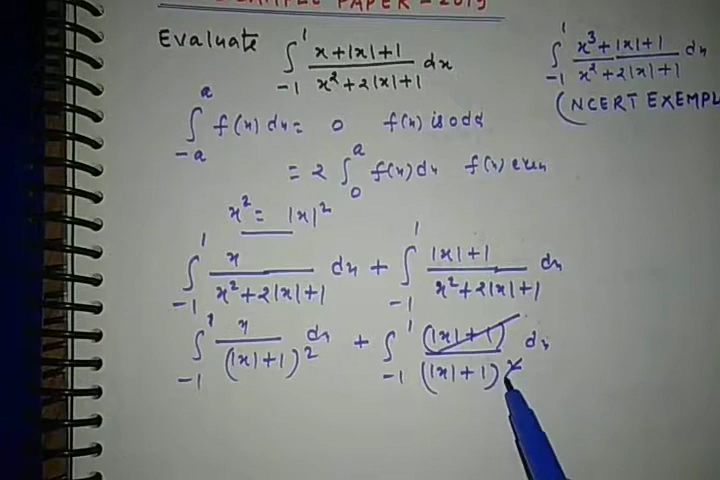 SAMPLE PAPER - 2019
Evaluate ∫₋₁¹ (x+|x|+1)/(x²+2|x|+1) dx
∫₋₁¹ (x³+|x|+1)/(x²+2|x|+1) dx
(NCERT EXEMPL
∫₋ₐᵃ f(x) dx = 0 f(x) is odd
= 2 ∫₀ᵃ f(x) dx f(x) even
x² = |x|²
∫₋₁¹ x/(x²+2|x|+1) dx + ∫₋₁¹ (|x|+1)/(x²+2|x|+1) dx
∫₋₁¹ x/(|x|+1)² dx + ∫₋₁¹ (|x|+1)/(|x|+1)² dx